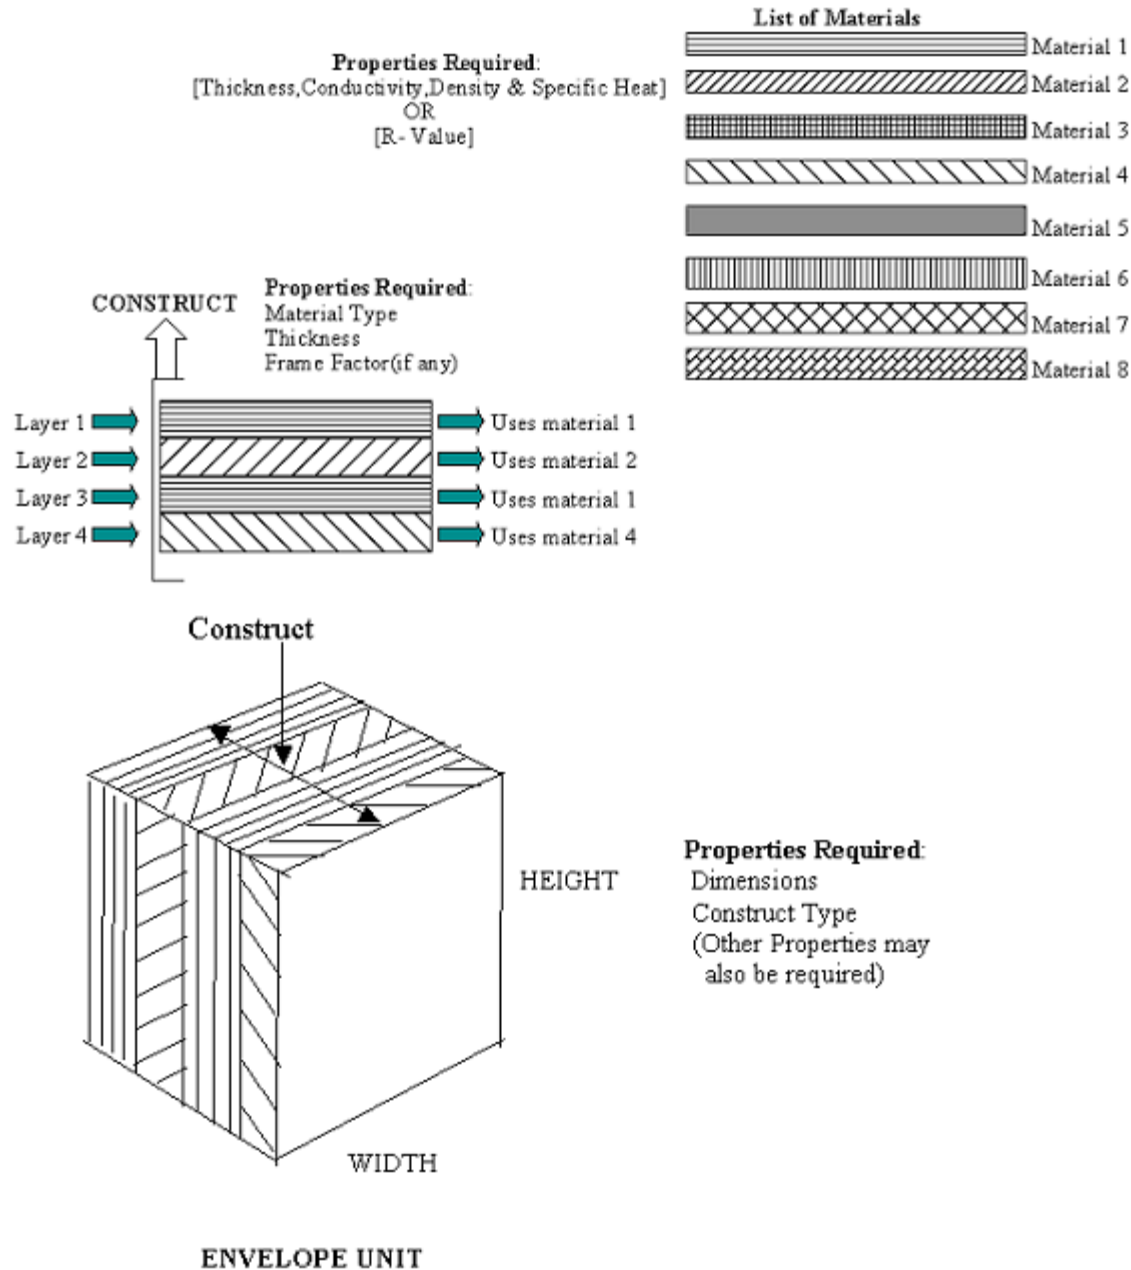 List of Materials
Material 1
Material 2
Material 3
Material 4
Material 5
Material 6
Material 7
Material 8
Properties Required:
[Thickness,Conductivity,Density & Specific Heat]
OR
[R- Value]
CONSTRUCT
Properties Required:
Material Type
Thickness
Frame Factor(if any)
Layer 1
Uses material 1
Layer 2
Uses material 2
Layer 3
Uses material 1
Layer 4
Uses material 4
Construct
HEIGHT
WIDTH
Properties Required:
Dimensions
Construct Type
(Other Properties may
also be required)
ENVELOPE UNIT